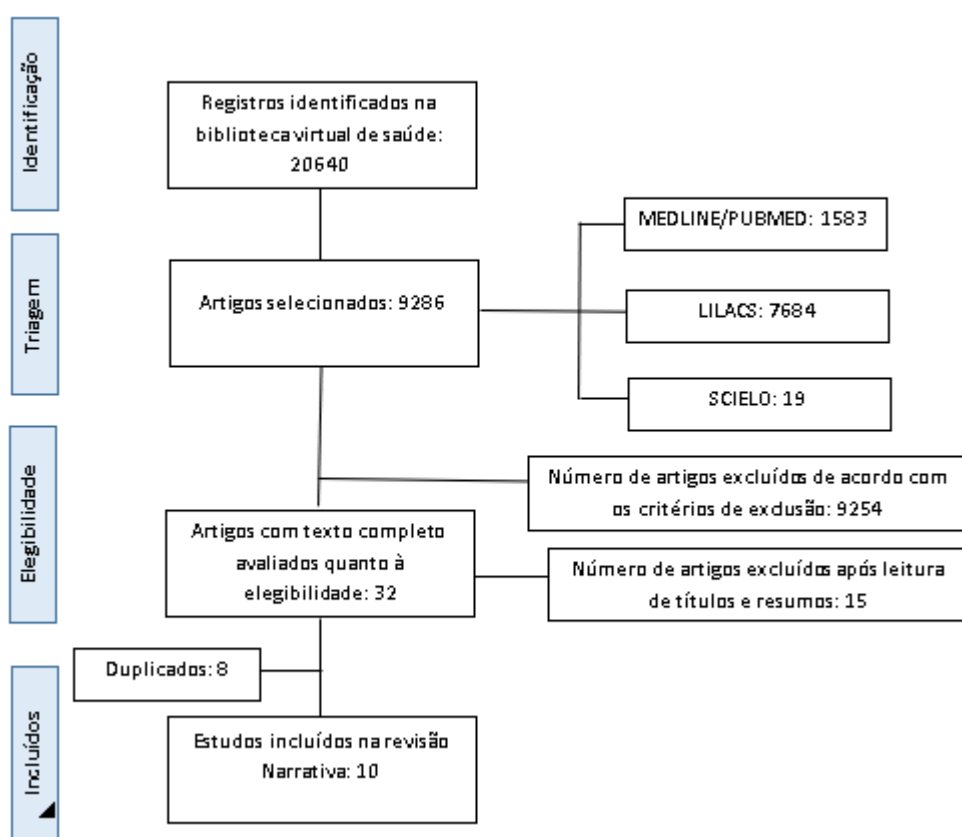 Identificação
Registros identificados na
biblioteca virtual de saúde:
20640
Triagem
Artigos selecionados: 9286
MEDLINE/PUBMED: 1583
LILACS: 7684
SCIELO: 19
Elegibilidade
Número de artigos excluídos de acordo com
os critérios de exclusão: 9254
Artigos com texto completo
avaliados quanto à
elegibilidade: 32
Número de artigos excluídos após leitura
de títulos e resumos: 15
Duplicados: 8
Incluídos
Estudos incluídos na revisão
Narrativa: 10